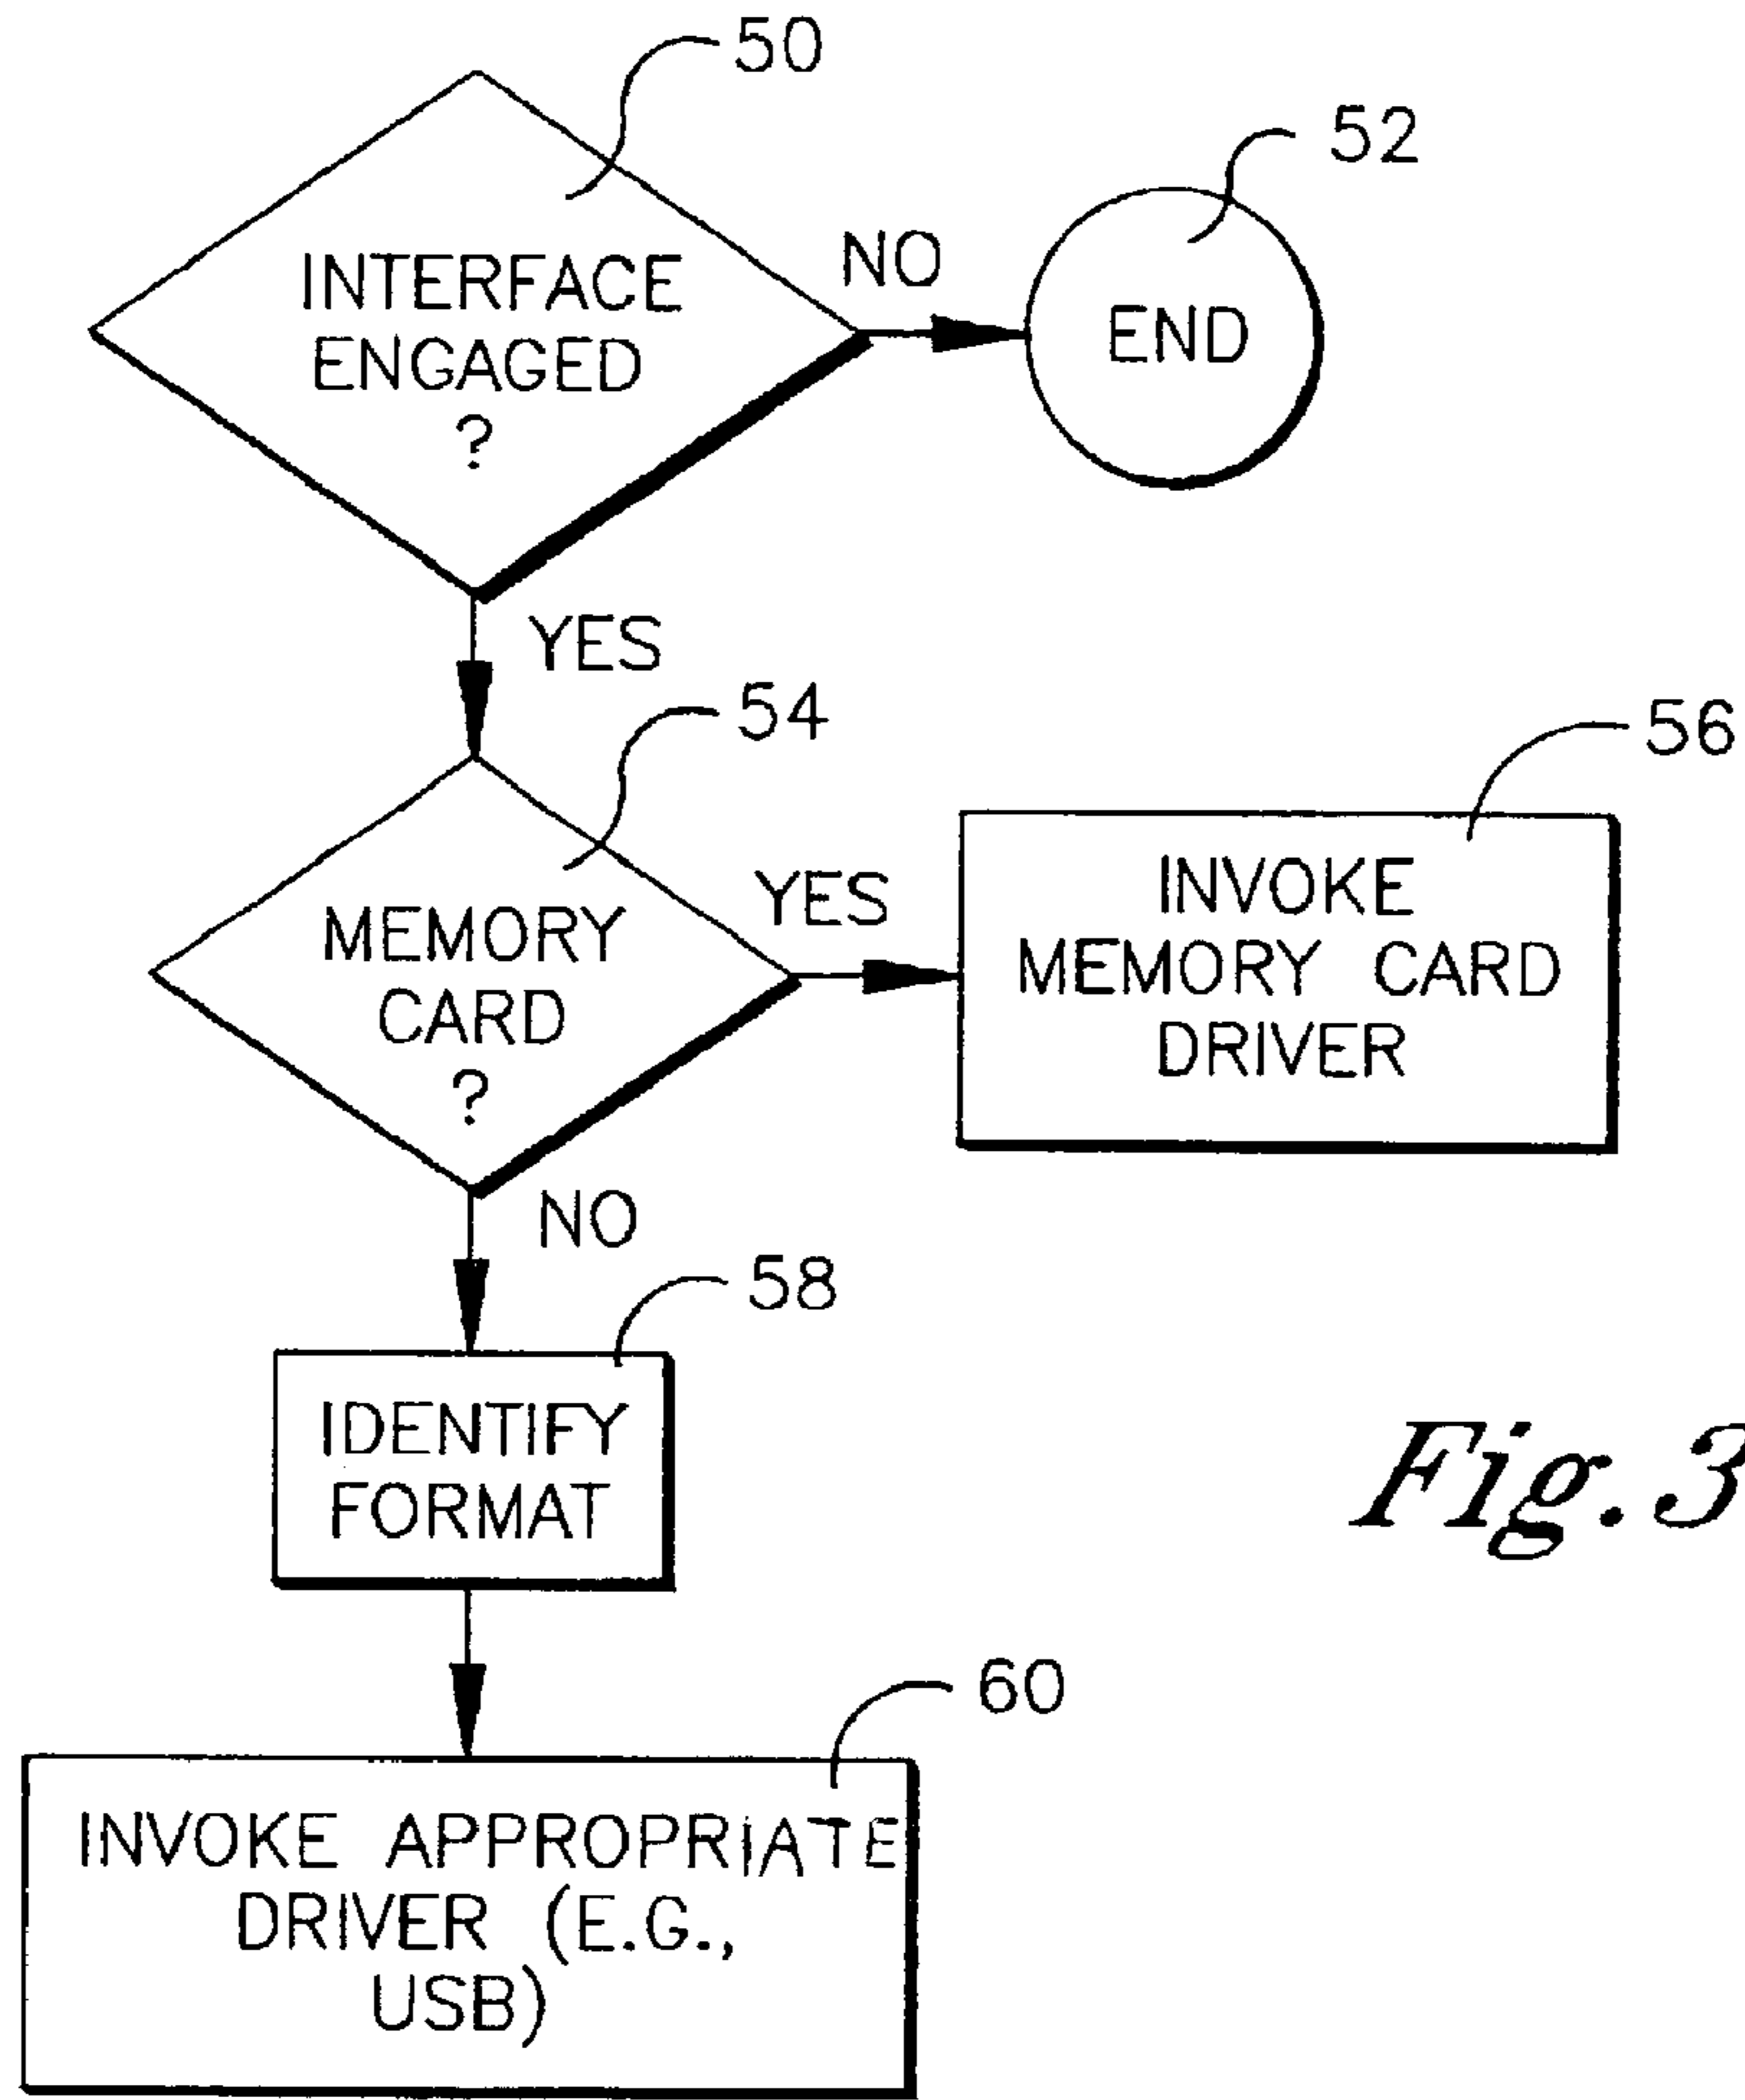 50
52
INTERFACE
ENGAGED
?
NO
END
YES
54
56
MEMORY
CARD
?
YES
INVOKE
MEMORY CARD
DRIVER
NO
58
IDENTIFY
FORMAT
Fig. 3
60
INVOKE APPROPRIATE
DRIVER (E.G.,
USB)